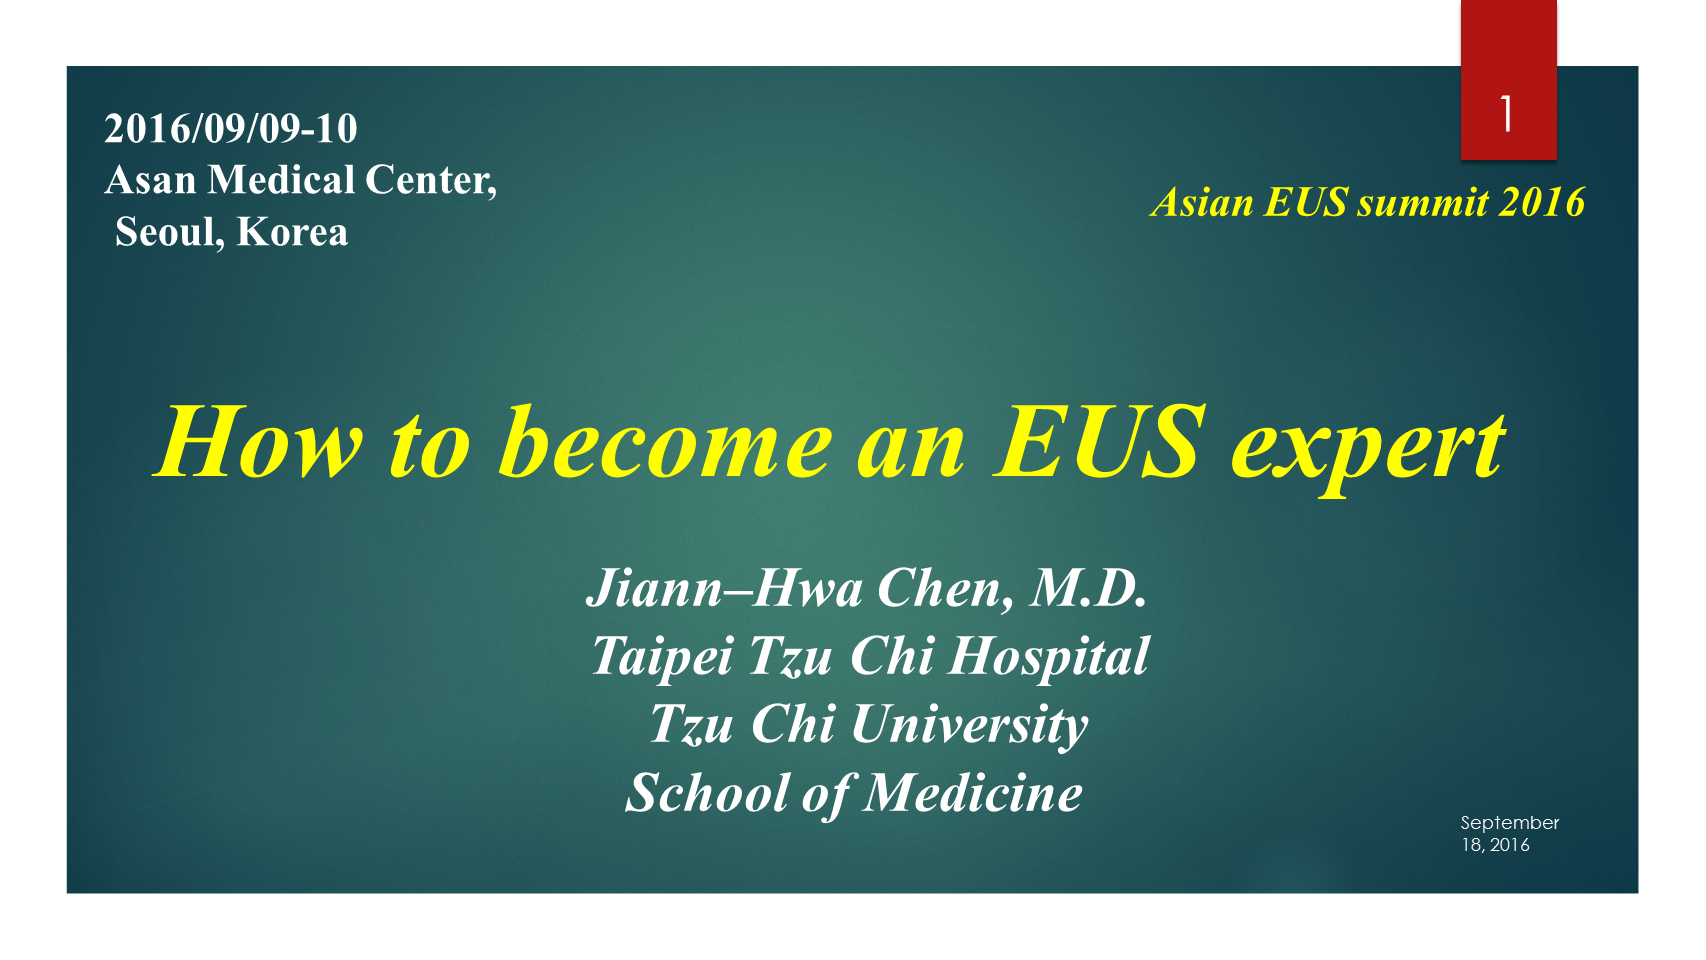 1
2016/09/09-10
Asan Medical Center,
Seoul, Korea
Asian EUS summit 2016
How to become an EUS expert
Jiann–Hwa Chen, M.D.
Taipei Tzu Chi Hospital
Tzu Chi University
School of Medicine
September
18, 2016